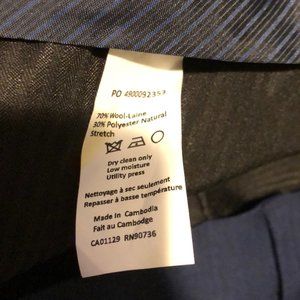 PO 4900092357
70% Wool-Laine
30% Polyester Natural
Stretch
Dry clean only
Low moisture
Utility press
Nettoyage à sec seulement
Repasser à basse température
Made In Cambodia
Fait au Cambodge
CA01129 RN90736